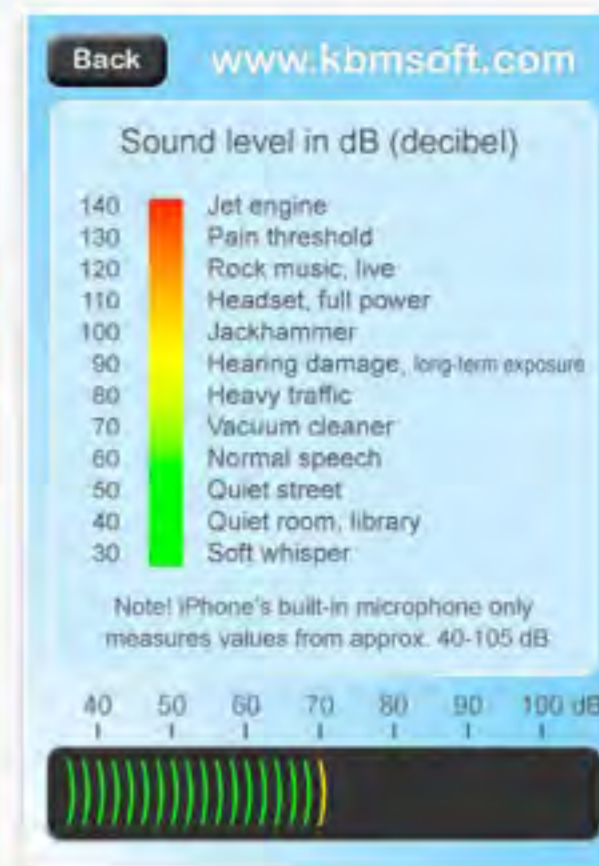 Back www.kbmsoft.com
Sound level in dB (decibel)
140 Jet engine
130 Pain threshold
120 Rock music, live
110 Headset, full power
100 Jackhammer
90 Hearing damage, long-term exposure
80 Heavy traffic
70 Vacuum cleaner
60 Normal speech
50 Quiet street
40 Quiet room, library
30 Soft whisper
Note! iPhone's built-in microphone only
measures values from approx. 40-105 dB
40 50 60 70 80 90 100 dB